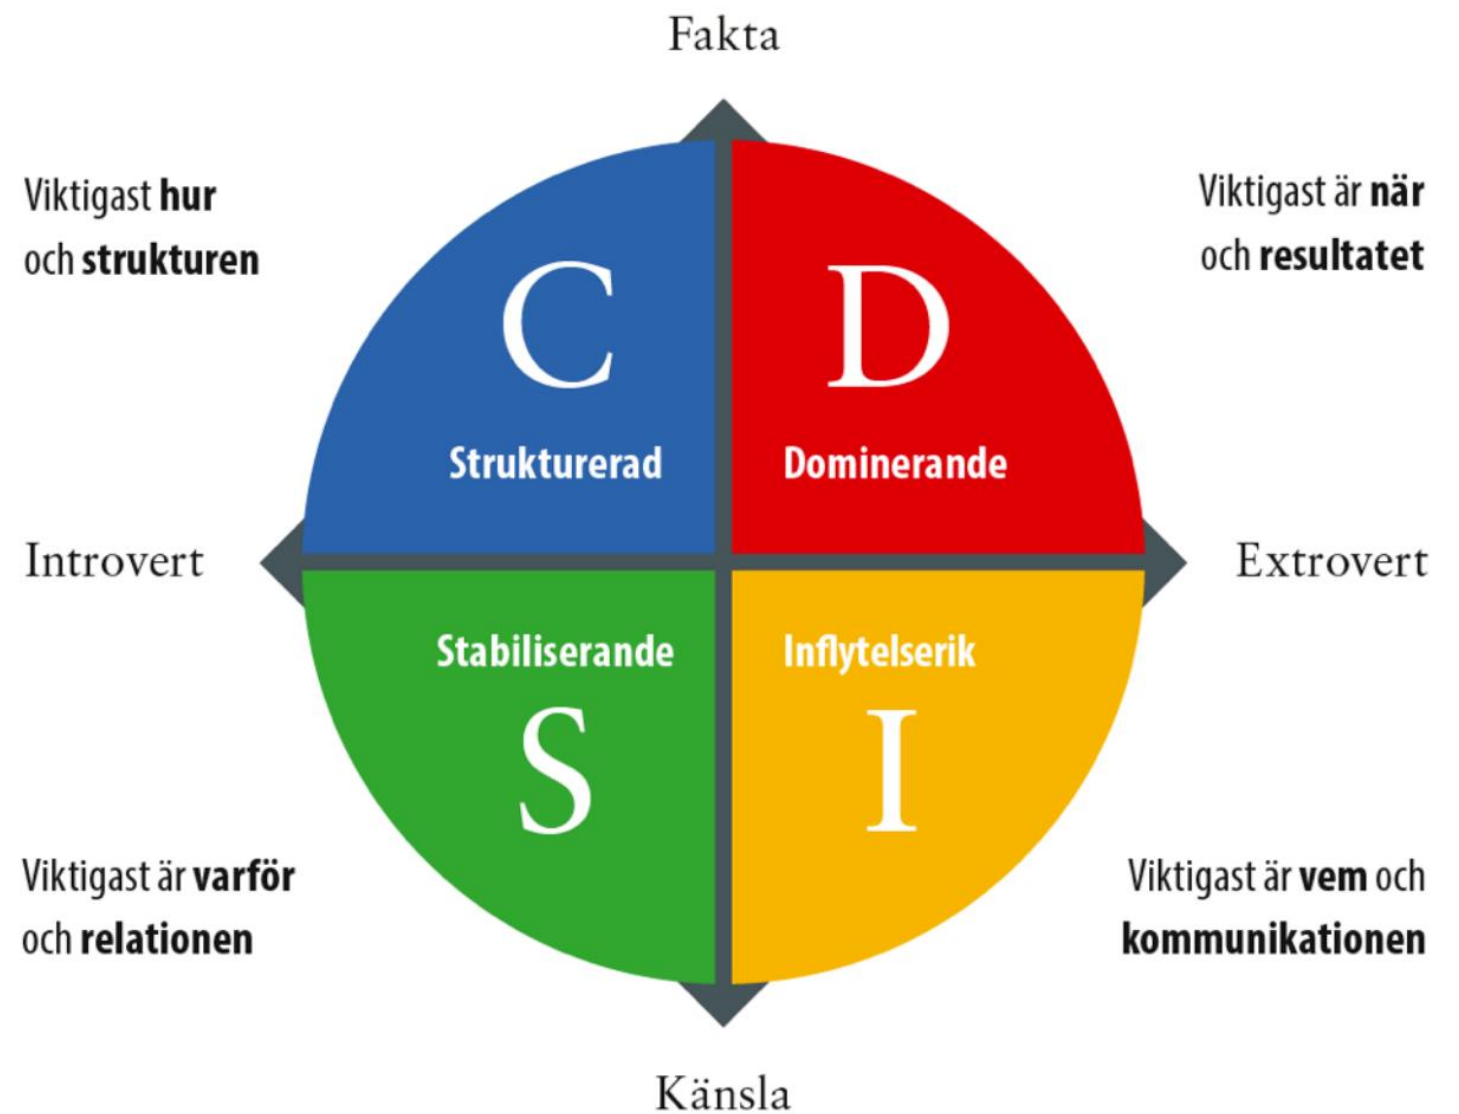 Fakta
Viktigast hur
och strukturen
Viktigast är när
och resultatet
C
Strukturerad
D
Dominerande
Introvert
Extrovert
Stabiliserande
S
Inflytelserik
I
Viktigast är varför
och relationen
Viktigast är vem och
kommunikationen
Känsla